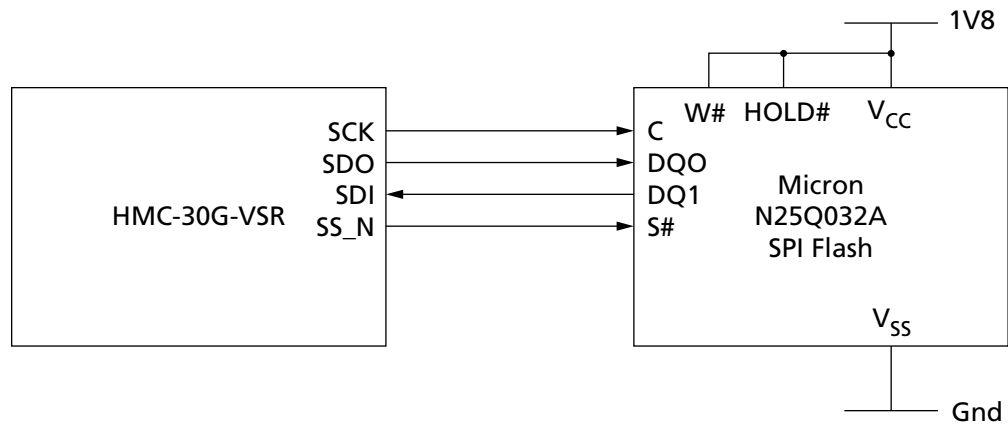 1V8
W# HOLD# VCC
SCK
SDO
SDI
SS_N
HMC-30G-VSR
C
DQO
DQ1
S#
Micron
N25Q032A
SPI Flash
VSS
Gnd